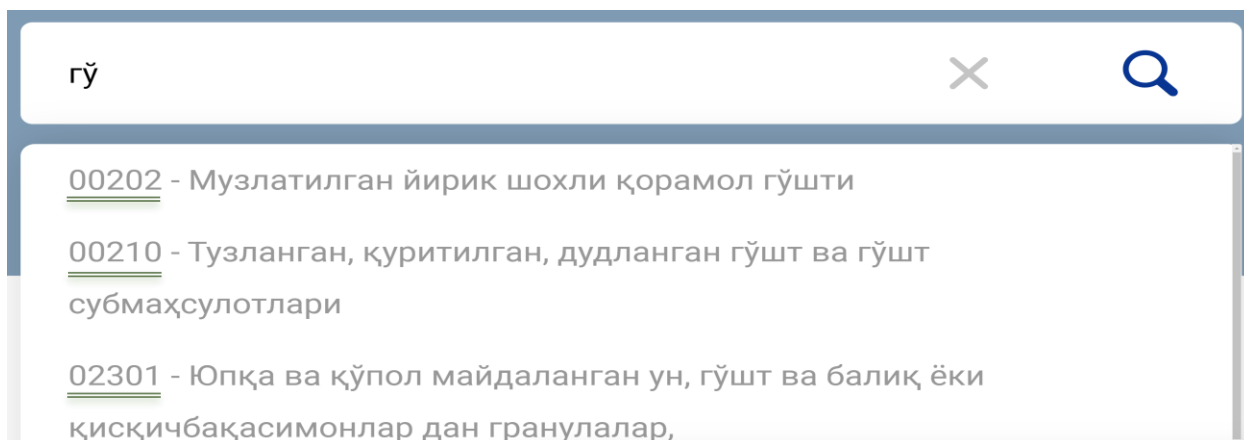 гў
00202 - Музлатилган йирик шохли қорамол гўшти
00210 - Тузланган, қуритилган, дудланган гўшт ва гўшт
субмаҳсулотлари
02301 - Юпқа ва қўпол майдаланган ун, гўшт ва балиқ ёки
қисқичбақасимонлар дан гранулалар,